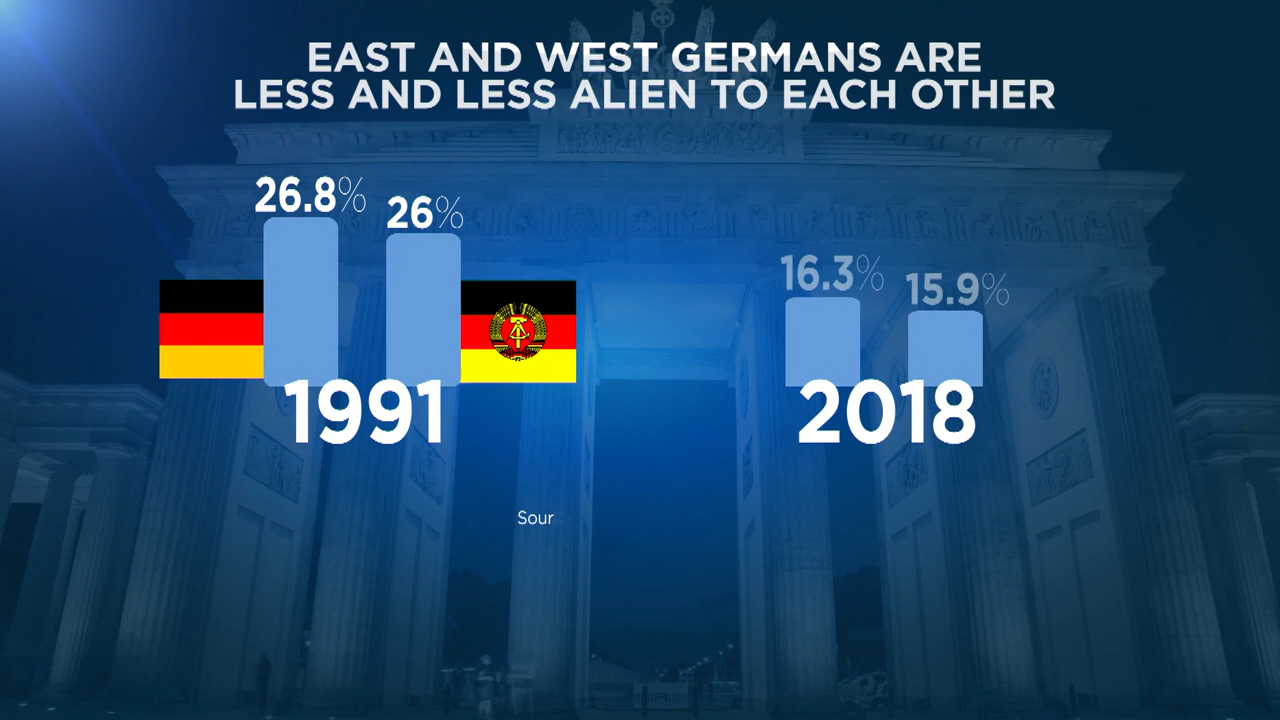 EAST AND WEST GERMANS ARE
LESS AND LESS ALIEN TO EACH OTHER
26.8%
26%
16.3%
15.9%
1991
2018
Sour